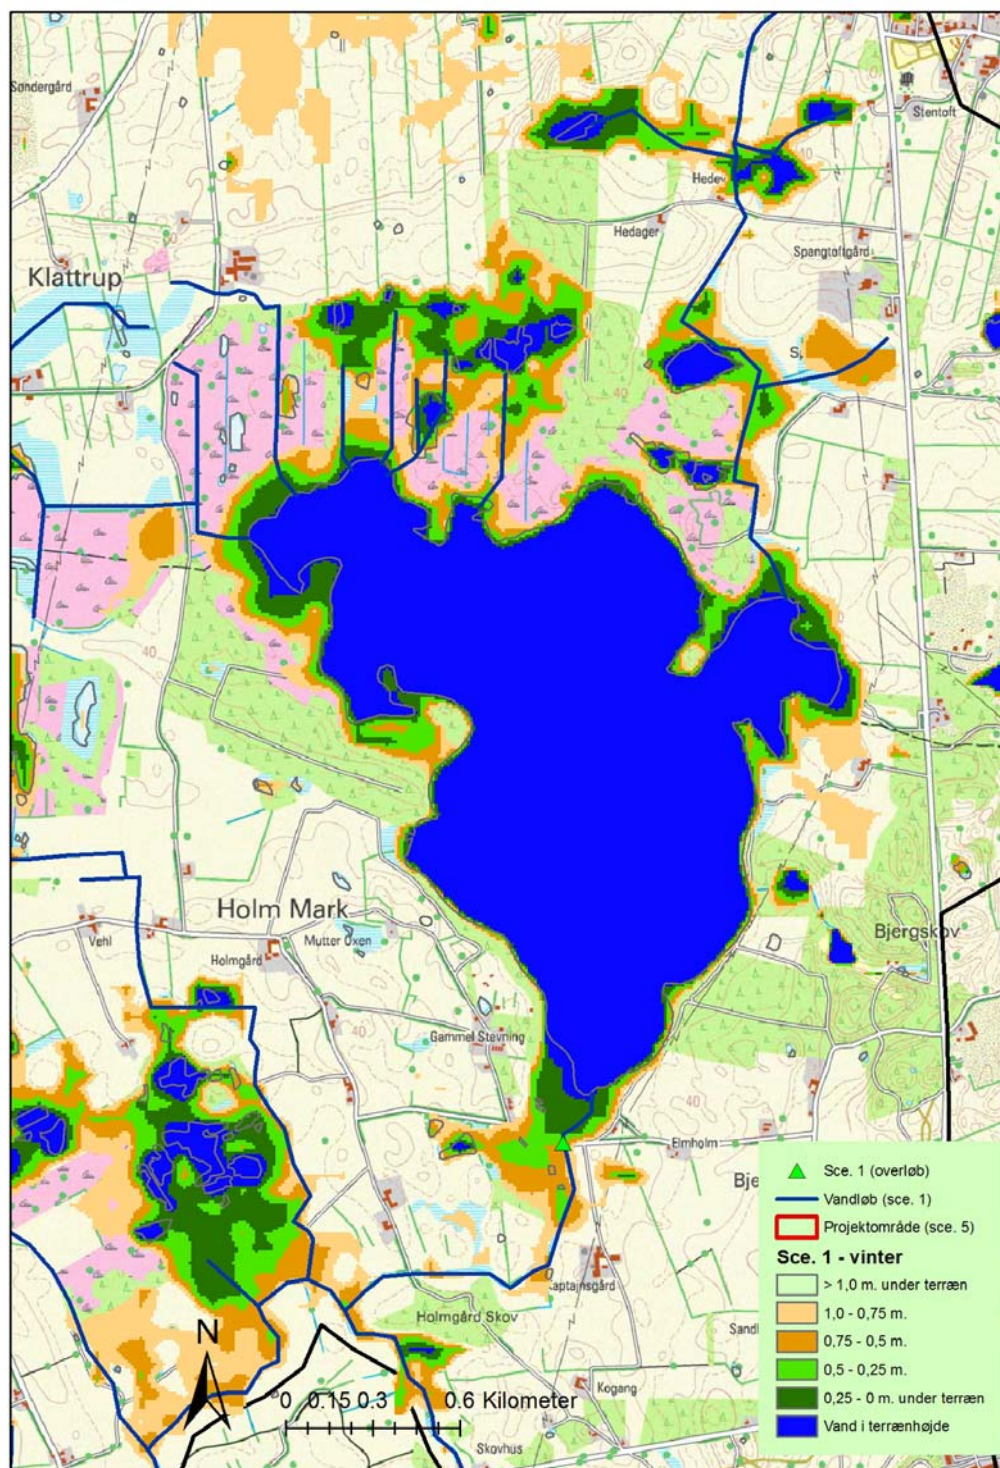 Søndergård
Stentoft
Hedager
Spangtoftgård
Klattrup
40
40
40
Holm Mark
Mutter Oxen
Vehl
Holmgård
Bjergskov
Gammel Stevning
40
40
Elmholm
Bje
Holmgård Skov
Sandl
Kogang
Skovhus
N
0 0.15 0.3 0.6 Kilometer
Sce. 1 (overløb)
Vandløb (sce. 1)
Projektområde (sce. 5)
Sce. 1 - vinter
> 1,0 m. under terræn
1,0 - 0,75 m.
0,75 - 0,5 m.
0,5 - 0,25 m.
0,25 - 0 m. under terræn
Vand i terrænhøjde